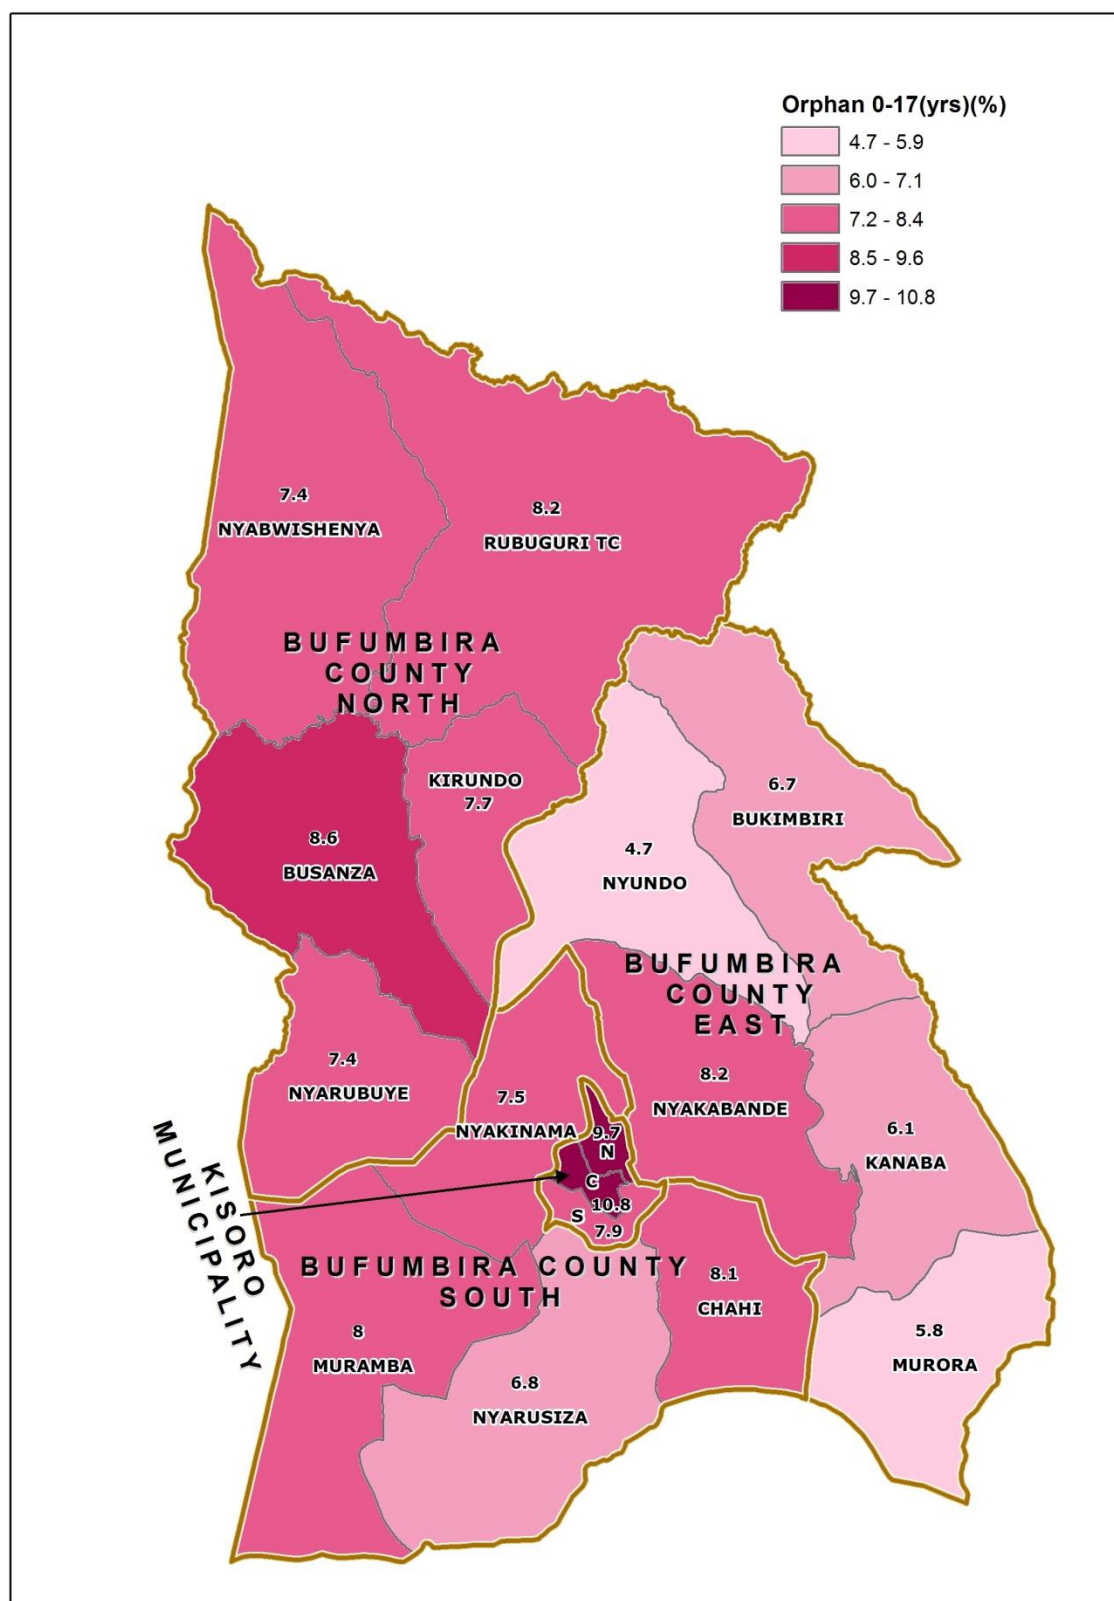 Orphan 0-17(yrs)(%)
4.7 - 5.9
6.0 - 7.1
7.2 - 8.4
8.5 - 9.6
9.7 - 10.8
7.4
NYABWISHENYA
8.2
RUBUGURI TC
BUFUMBIRA
COUNTY
NORTH
KIRUNDO
7.7
6.7
BUKIMBIRI
8.6
BUSANZA
4.7
NYUNDO
BUFUMBIRA
COUNTY
EAST
7.4
NYARUBUYE
7.5
NYAKINAMA
8.2
NYAKABANDE
6.1
KANABA
9.7
N
C
10.8
S
7.9
KISORO
MUNICIPALITY
BUFUMBIRA COUNTY
SOUTH
8.1
CHAHI
8
MURAMBA
5.8
MURORA
6.8
NYARUSIZA